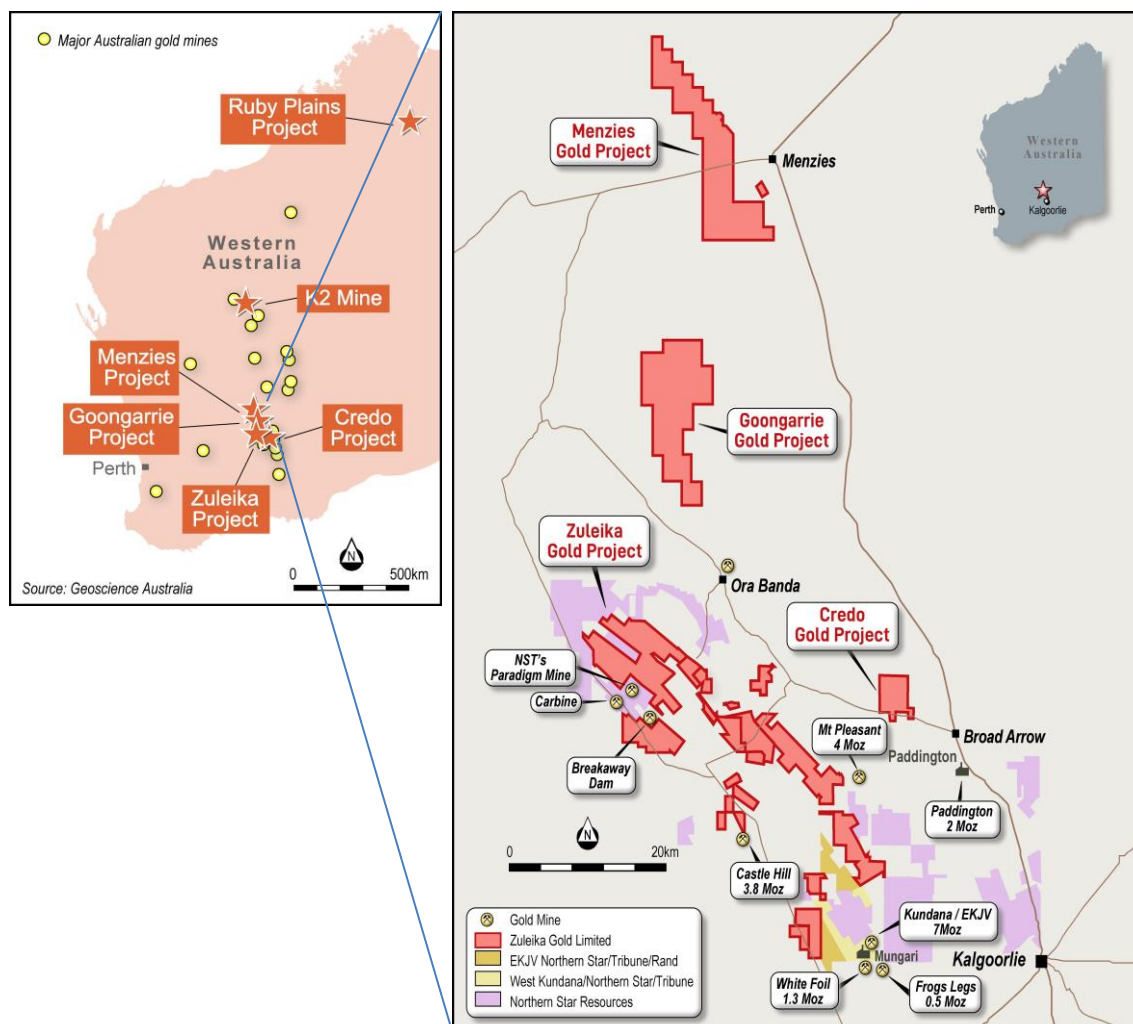 Major Australian gold mines
Ruby Plains
Project
Western
Australia
K2 Mine
Menzies
Project
Goongarrie
Project
Credo
Project
Perth
Zuleika
Project
N
0
500km
Source: Geoscience Australia
Menzies
Gold Project
Menzies
Western
Australia
Perth
Kalgoorlie
Goongarrie
Gold Project
Zuleika
Gold Project
Ora Banda
Credo
Gold Project
NST's
Paradigm Mine
Carbine
Breakaway
Dam
Mt Pleasant
4 Moz
Broad Arrow
Paddington
Paddington
2 Moz
N
0
20km
Castle Hill
3.8 Moz
Kundana / EKJV
7Moz
Mungari
Kalgoorlie
White Foil
1.3 Moz
Frogs Legs
0.5 Moz
Gold Mine
Zuleika Gold Limited
EKJV Northern Star/Tribune/Rand
West Kundana/Northern Star/Tribune
Northern Star Resources